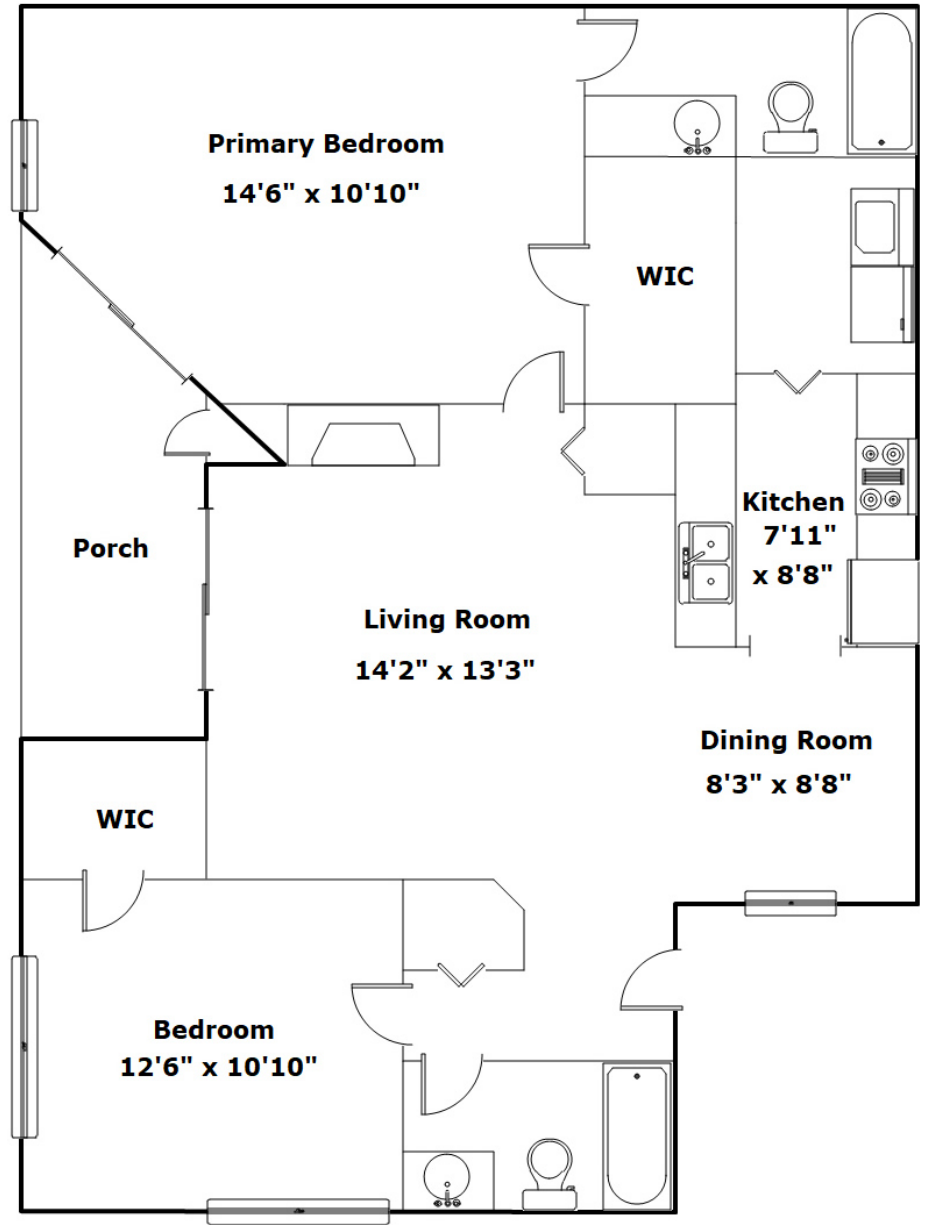 Primary Bedroom
14'6" x 10'10"
WIC
Kitchen
7'11"
x 8'8"
Porch
Living Room
14'2" x 13'3"
Dining Room
8'3" x 8'8"
WIC
Bedroom
12'6" x 10'10"